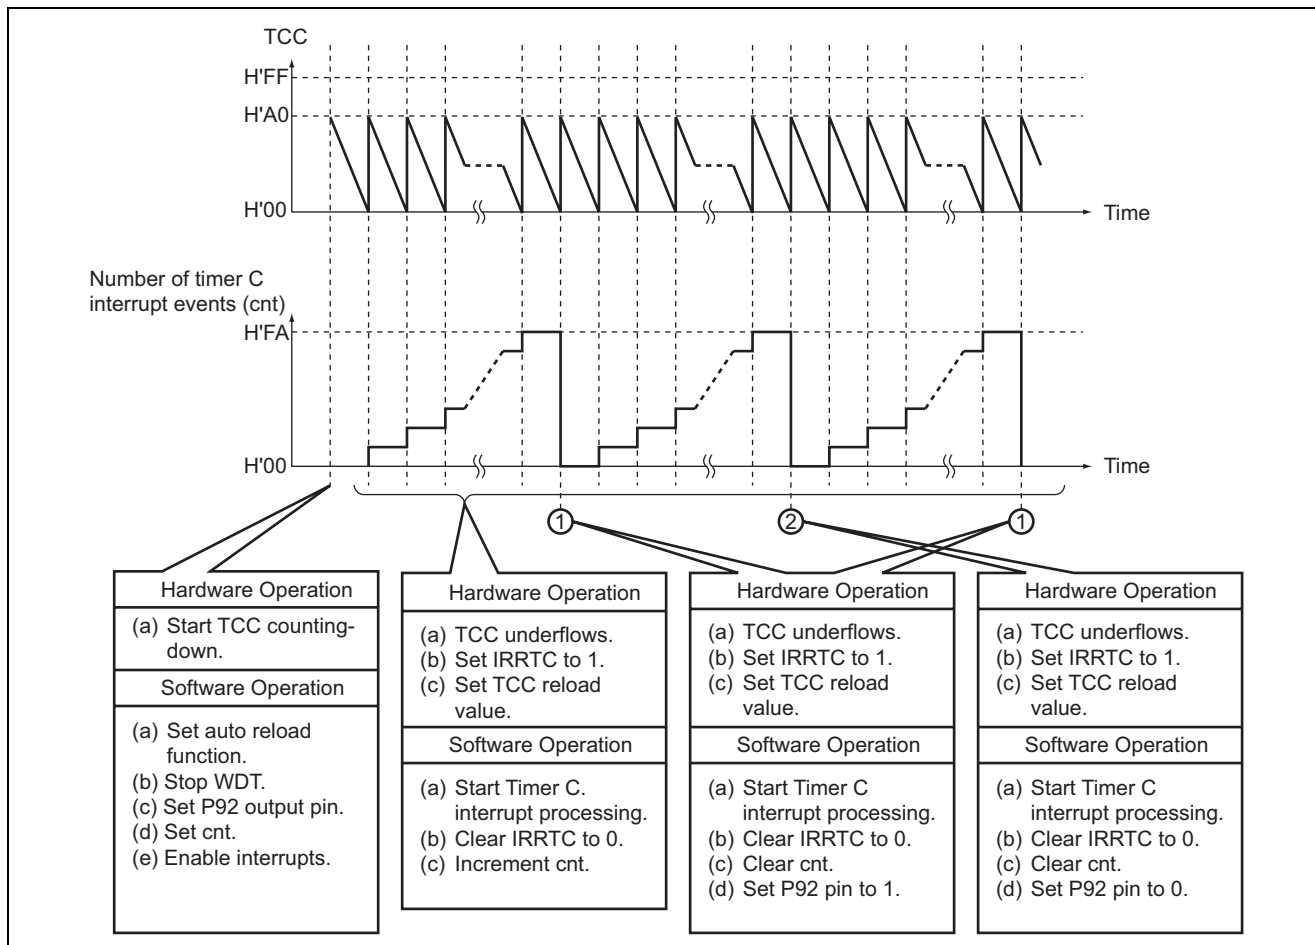 TCC
H'FF
H'A0
H'00
Time
Number of timer C
interrupt events (cnt)
H'FA
H'00
Time
1
2
1
Hardware Operation
(a) Start TCC counting-
down.
Software Operation
(a) Set auto reload
function.
(b) Stop WDT.
(c) Set P92 output pin.
(d) Set cnt.
(e) Enable interrupts.
Hardware Operation
(a) TCC underflows.
(b) Set IRRTC to 1.
(c) Set TCC reload
value.
Software Operation
(a) Start Timer C.
interrupt processing.
(b) Clear IRRTC to 0.
(c) Increment cnt.
Hardware Operation
(a) TCC underflows.
(b) Set IRRTC to 1.
(c) Set TCC reload
value.
Software Operation
(a) Start Timer C
interrupt processing.
(b) Clear IRRTC to 0.
(c) Clear cnt.
(d) Set P92 pin to 1.
Hardware Operation
(a) TCC underflows.
(b) Set IRRTC to 1.
(c) Set TCC reload
value.
Software Operation
(a) Start Timer C
interrupt processing.
(b) Clear IRRTC to 0.
(c) Clear cnt.
(d) Set P92 pin to 0.